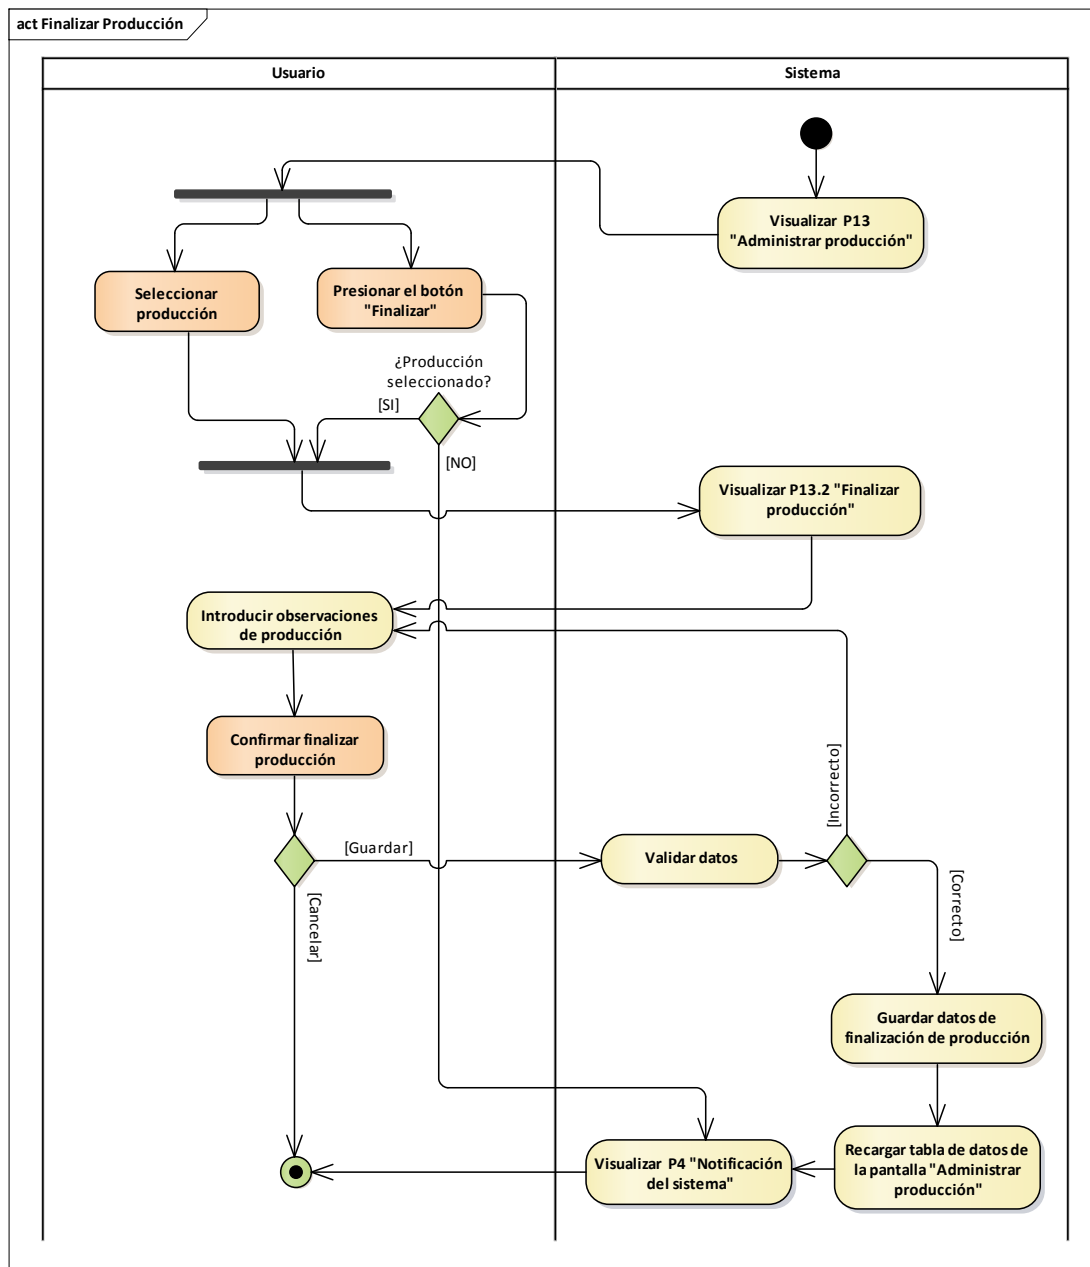 act Finalizar Producción
Usuario
Sistema
Visualizar P13
"Administrar producción"
Seleccionar
producción
Presionar el botón
"Finalizar"
¿Producción
seleccionado?
[SI]
[NO]
Visualizar P13.2 "Finalizar
producción"
Introducir observaciones
de producción
Confirmar finalizar
producción
[Incorrecto]
[Guardar]
Validar datos
[Cancelar]
[Correcto]
Guardar datos de
finalización de producción
Recargar tabla de datos de
la pantalla "Administrar
producción"
Visualizar P4 "Notificación
del sistema"